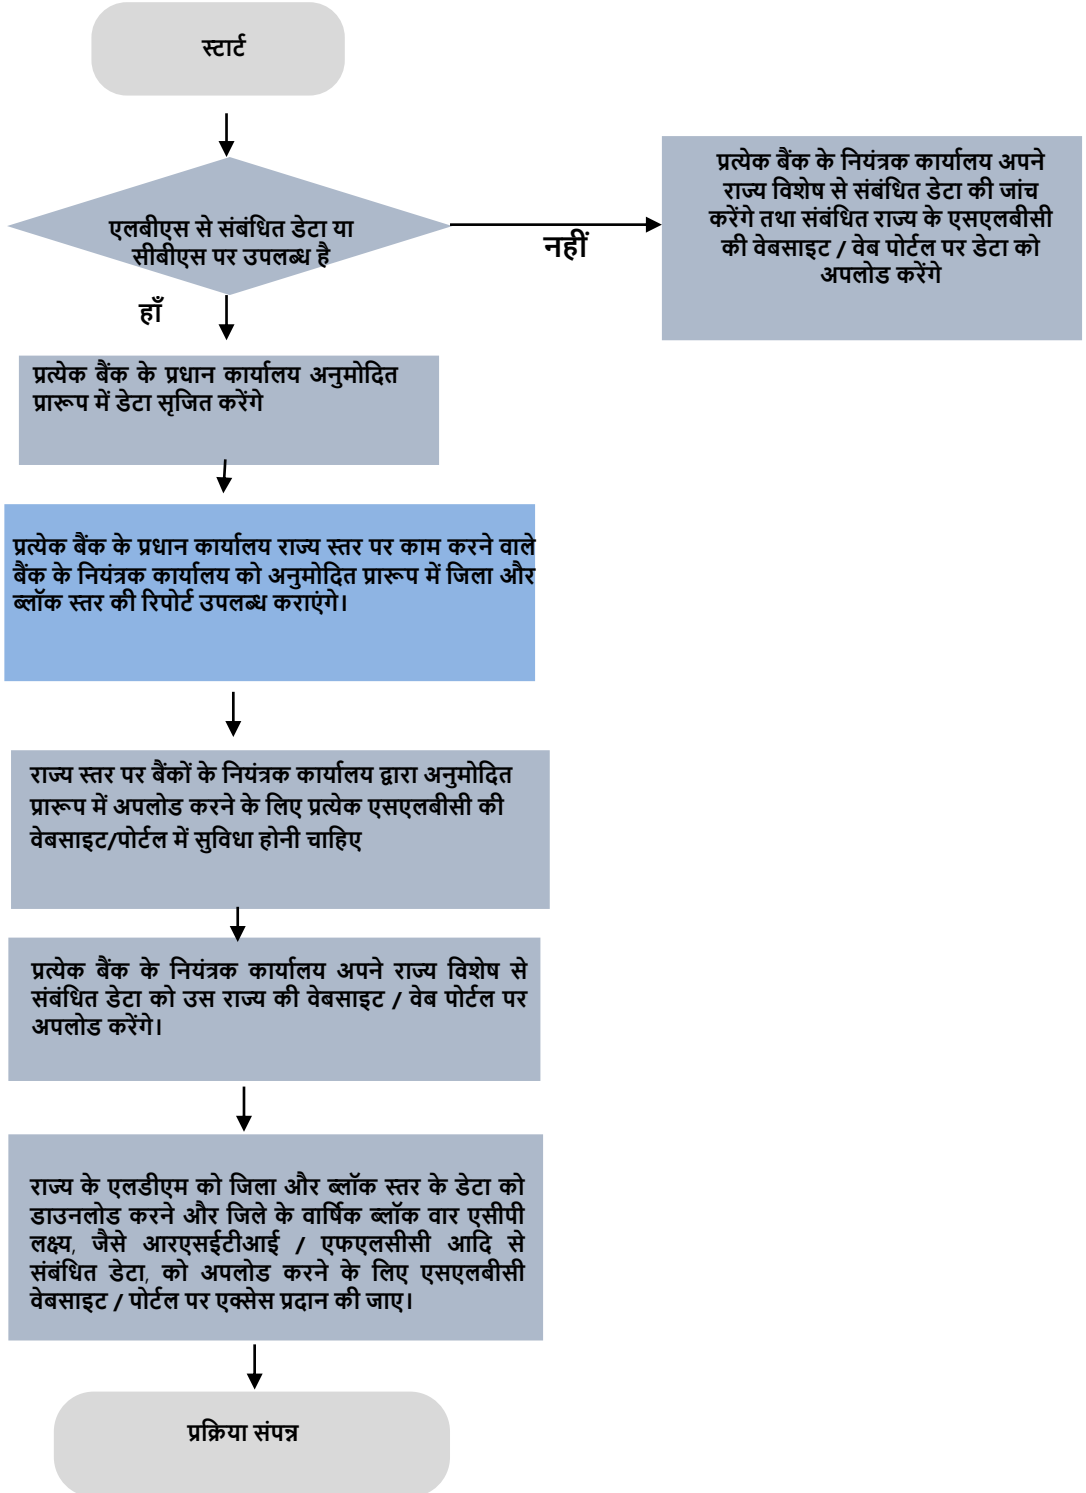 स्टार्ट
एलबीएस से संबंधित डेटा या
सीबीएस पर उपलब्ध है
नहीं
प्रत्येक बैंक के नियंत्रक कार्यालय अपने
राज्य विशेष से संबंधित डेटा की जांच
करेंगे तथा संबंधित राज्य के एसएलबीसी
की वेबसाइट / वेब पोर्टल पर डेटा को
अपलोड करेंगे
हाँ
प्रत्येक बैंक के प्रधान कार्यालय अनुमोदित
प्रारूप में डेटा सृजित करेंगे
प्रत्येक बैंक के प्रधान कार्यालय राज्य स्तर पर काम करने वाले
बैंक के नियंत्रक कार्यालय को अनुमोदित प्रारूप में जिला और
ब्लॉक स्तर की रिपोर्ट उपलब्ध कराएंगे।
राज्य स्तर पर बैंकों के नियंत्रक कार्यालय द्वारा अनुमोदित
प्रारूप में अपलोड करने के लिए प्रत्येक एसएलबीसी की
वेबसाइट/पोर्टल में सुविधा होनी चाहिए
प्रत्येक बैंक के नियंत्रक कार्यालय अपने राज्य विशेष से
संबंधित डेटा को उस राज्य की वेबसाइट / वेब पोर्टल पर
अपलोड करेंगे।
राज्य के एलडीएम को जिला और ब्लॉक स्तर के डेटा को
डाउनलोड करने और जिले के वार्षिक ब्लॉक वार एसीपी
लक्ष्य, जैसे आरएसईटीआई / एफएलसीसी आदि से
संबंधित डेटा, को अपलोड करने के लिए एसएलबीसी
वेबसाइट / पोर्टल पर एक्सेस प्रदान की जाए।
प्रक्रिया संपन्न